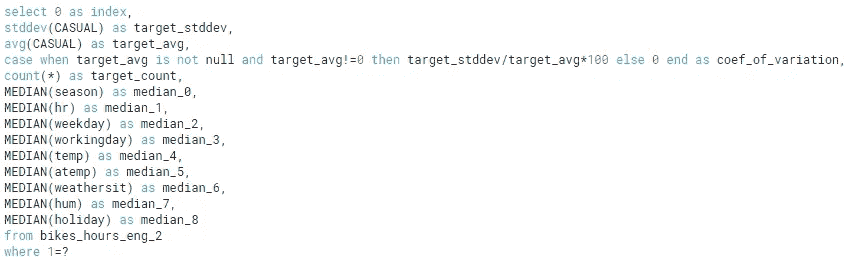 select 0 as index,
stddev(CASUAL) as target_stddev,
avg(CASUAL) as target_avg,
case when target_avg is not null and target_avg!=0 then target_stddev/target_avg*100 else 0 end as coef_of_variation,
count(*) as target_count,
MEDIAN(season) as median_0,
MEDIAN(hr) as median_1,
MEDIAN(weekday) as median_2,
MEDIAN(workingday) as median_3,
MEDIAN(temp) as median_4,
MEDIAN(atemp) as median_5,
MEDIAN(weathersit) as median_6,
MEDIAN(hum) as median_7,
MEDIAN(holiday) as median_8
from bikes_hours_eng_2
where 1=?